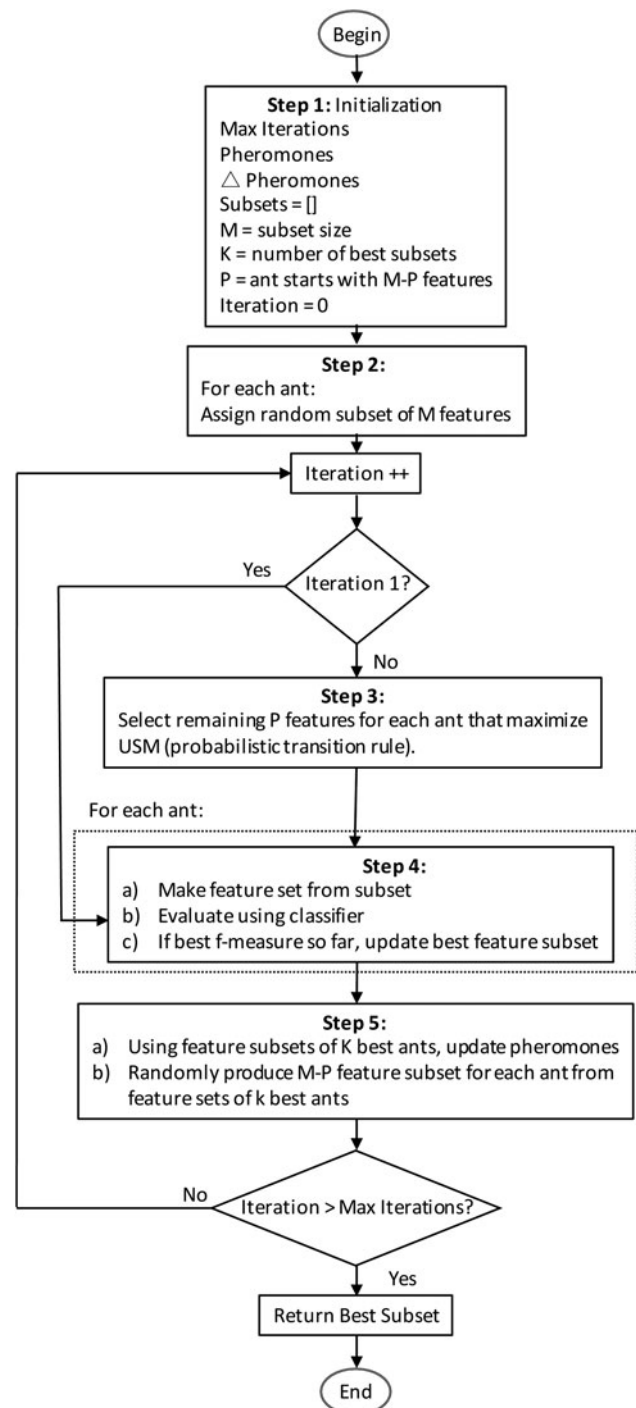 Begin
Step 1: Initialization
Max Iterations
Pheromones
△ Pheromones
Subsets = []
M = subset size
K = number of best subsets
P = ant starts with M-P features
Iteration = 0
Step 2:
For each ant:
Assign random subset of M features
Iteration ++
Yes
Iteration 1?
No
Step 3:
Select remaining P features for each ant that maximize
USM (probabilistic transition rule).
For each ant:
Step 4:
a) Make feature set from subset
b) Evaluate using classifier
c) If best f-measure so far, update best feature subset
Step 5:
a) Using feature subsets of K best ants, update pheromones
b) Randomly produce M-P feature subset for each ant from
feature sets of k best ants
No
Iteration > Max Iterations?
Yes
Return Best Subset
End